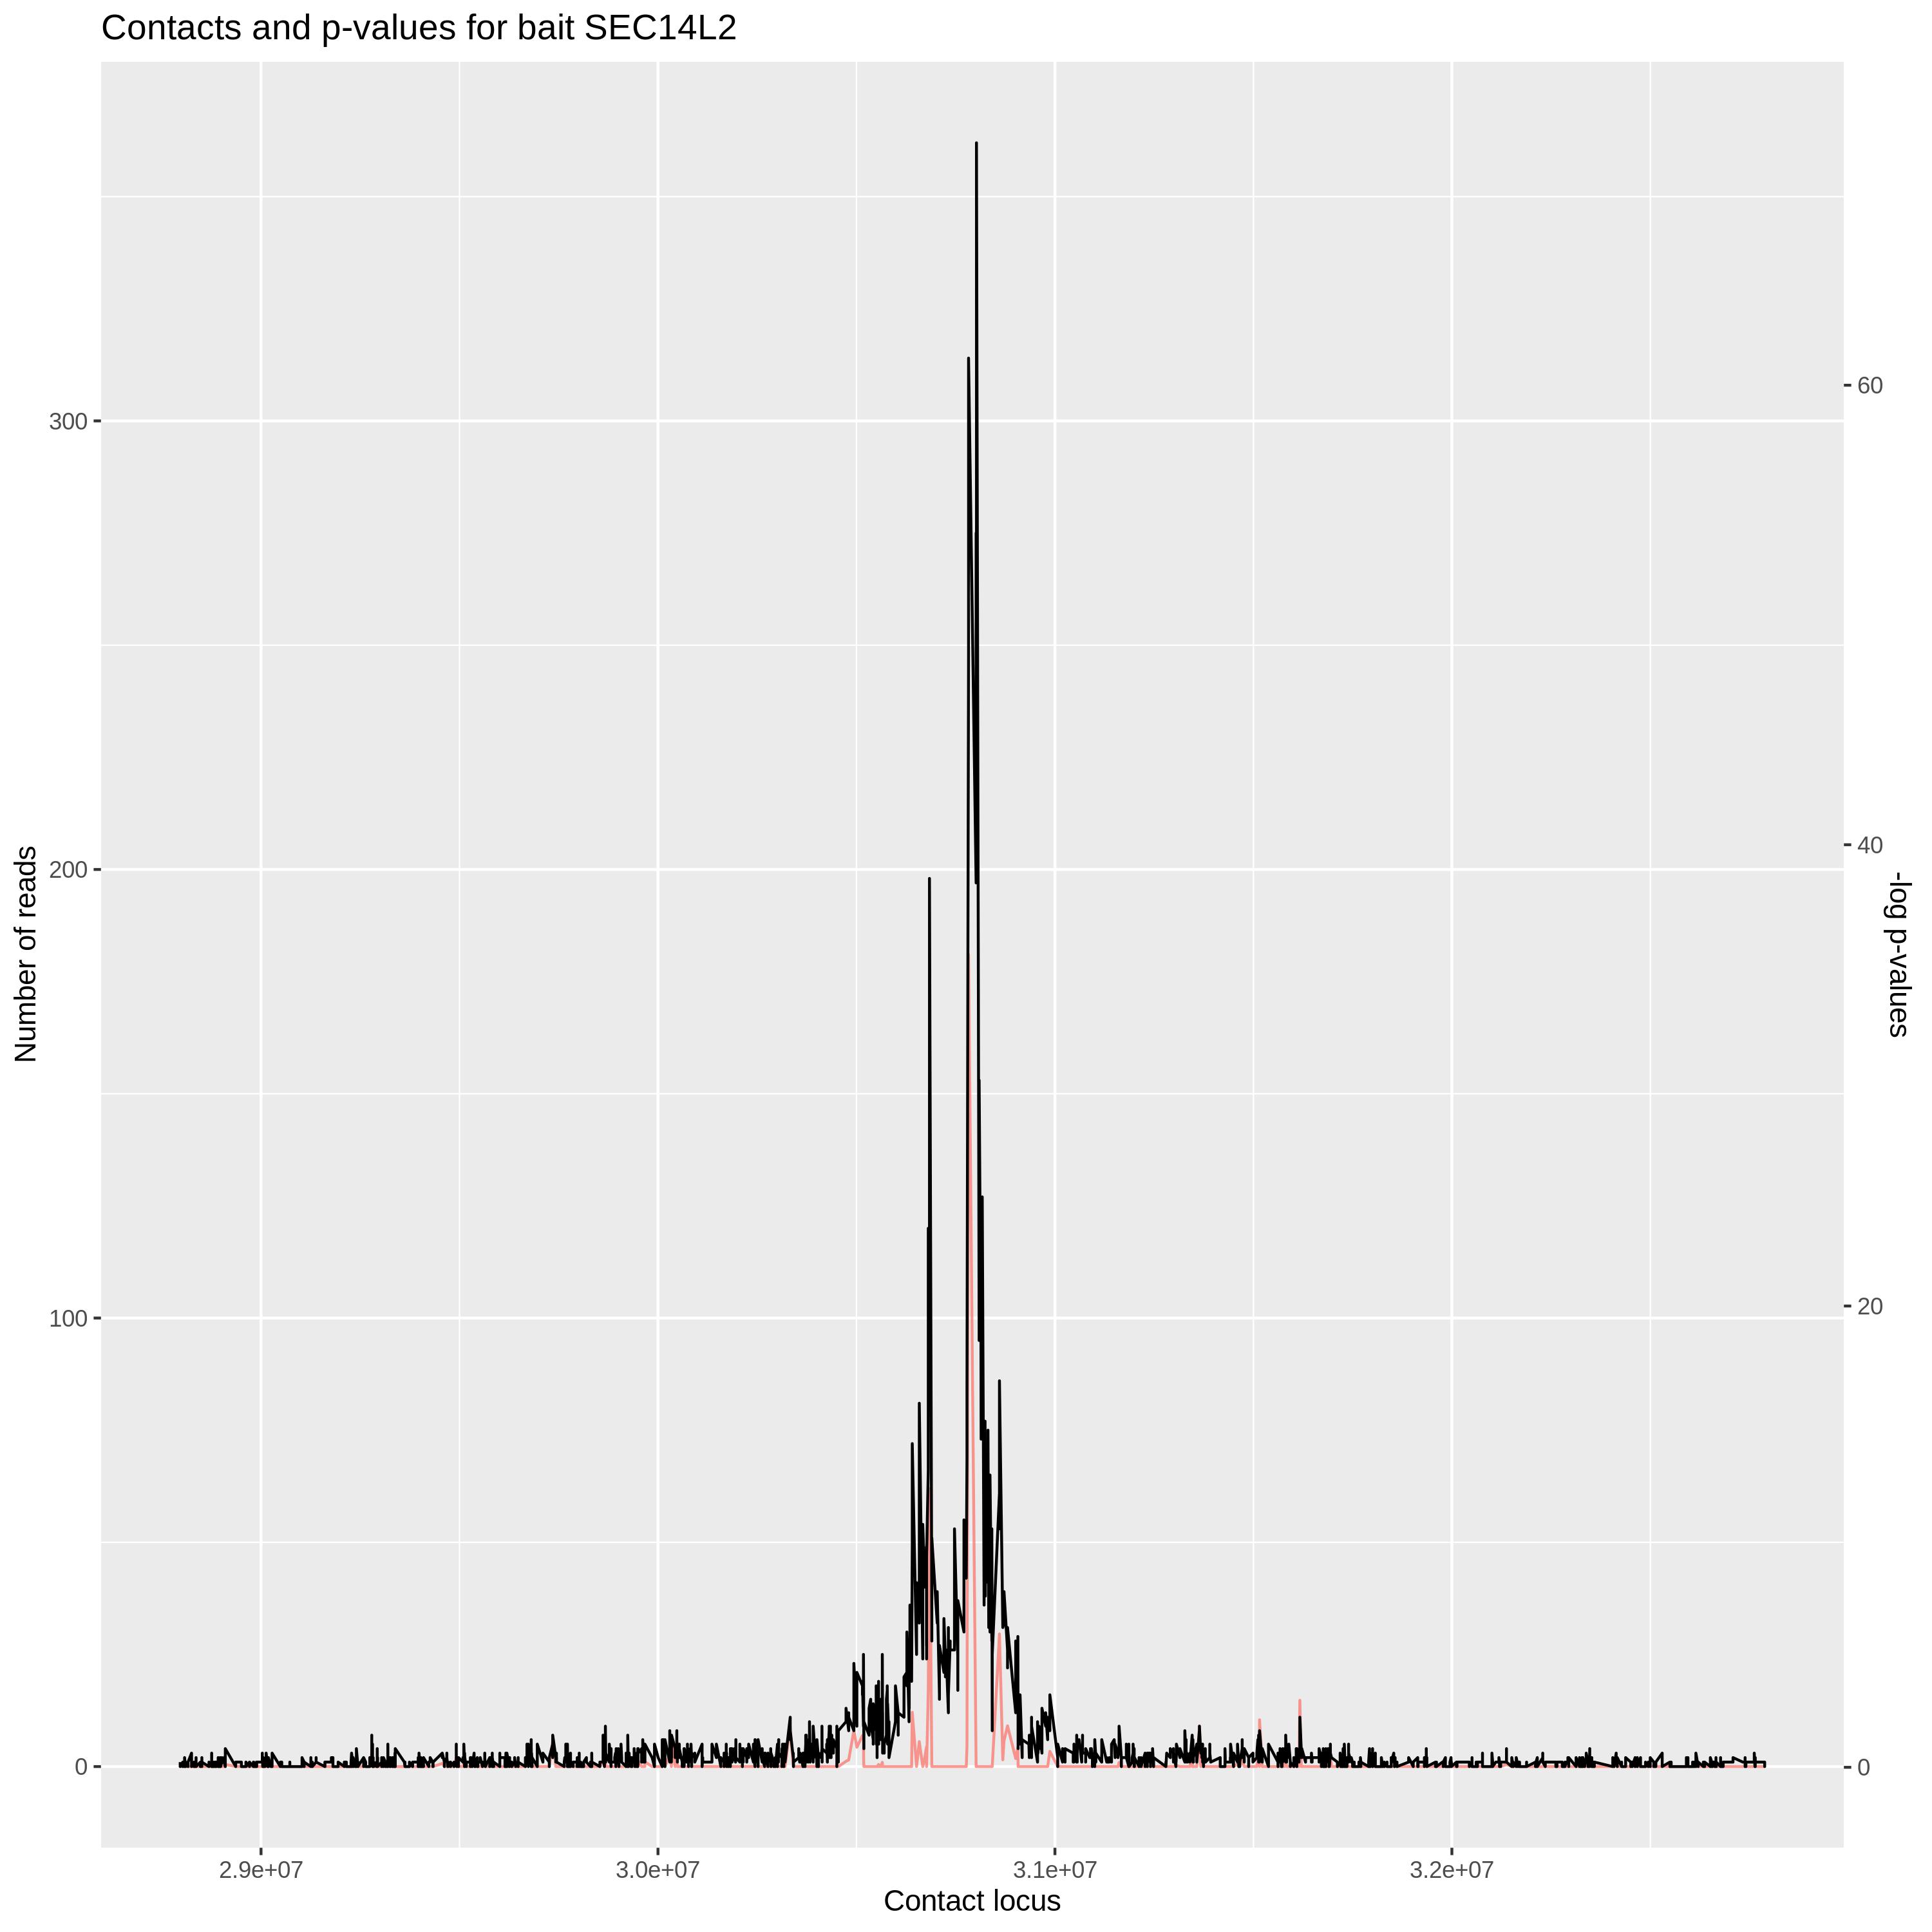 Contacts and p-values for bait SEC14L2
300
200
100
0
Number of reads
60
40
20
0
-log p-values
2.9e+07 3.0e+07 3.1e+07 3.2e+07
Contact locus